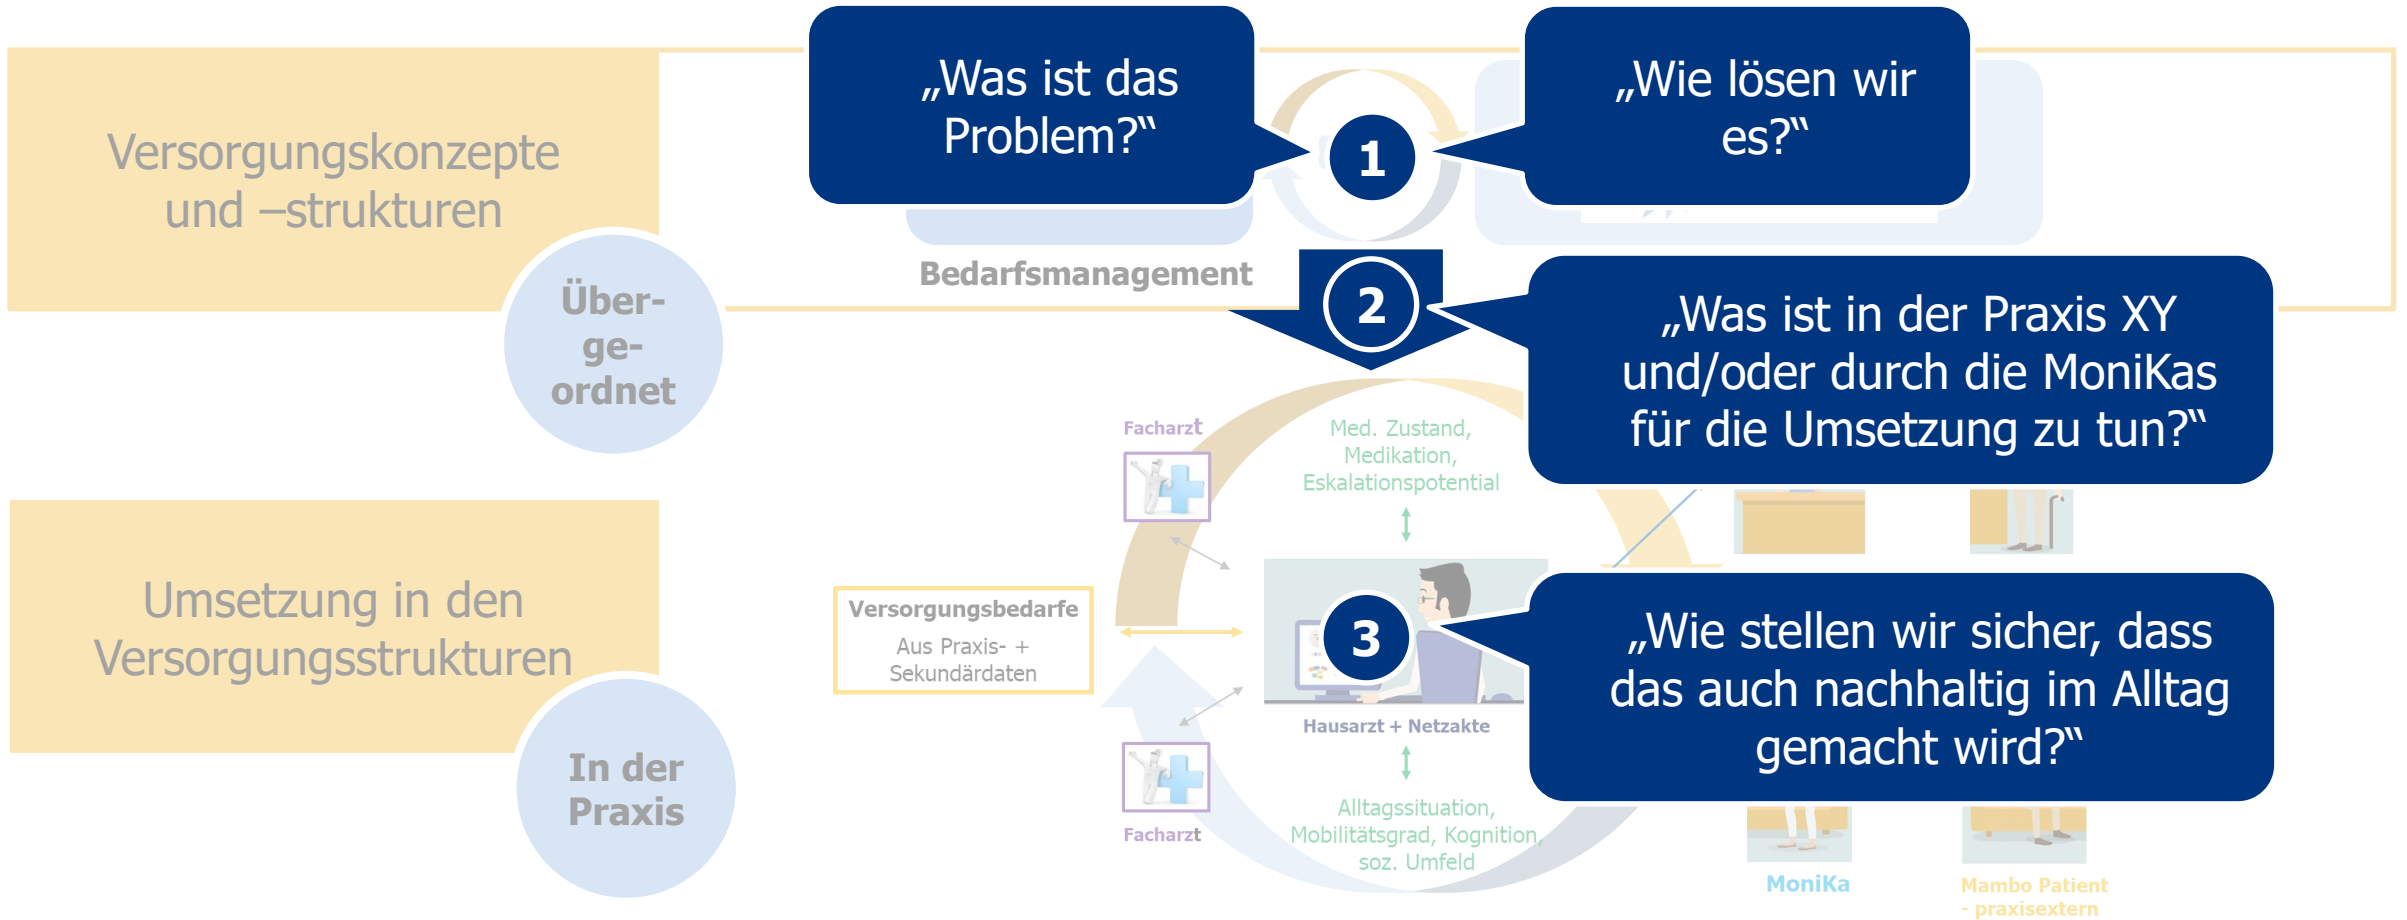 Versorgungskonzepte
und –strukturen
Über-
ge-
ordnet
„Was ist das
Problem?“
1
„Wie lösen wir
es?“
Bedarfsmanagement
2
„Was ist in der Praxis XY
und/oder durch die MoniKas
für die Umsetzung zu tun?“
Umsetzung in den
Versorgungsstrukturen
In der
Praxis
Facharzt
Med. Zustand,
Medikation,
Eskalationspotential
Versorgungsbedarfe
Aus Praxis- +
Sekundärdaten
3
„Wie stellen wir sicher, dass
das auch nachhaltig im Alltag
gemacht wird?“
Hausarzt + Netzakte
Facharzt
Alltagssituation,
Mobilitätsgrad, Kognition,
soz. Umfeld
MoniKa
Mambo Patient
- praxisextern